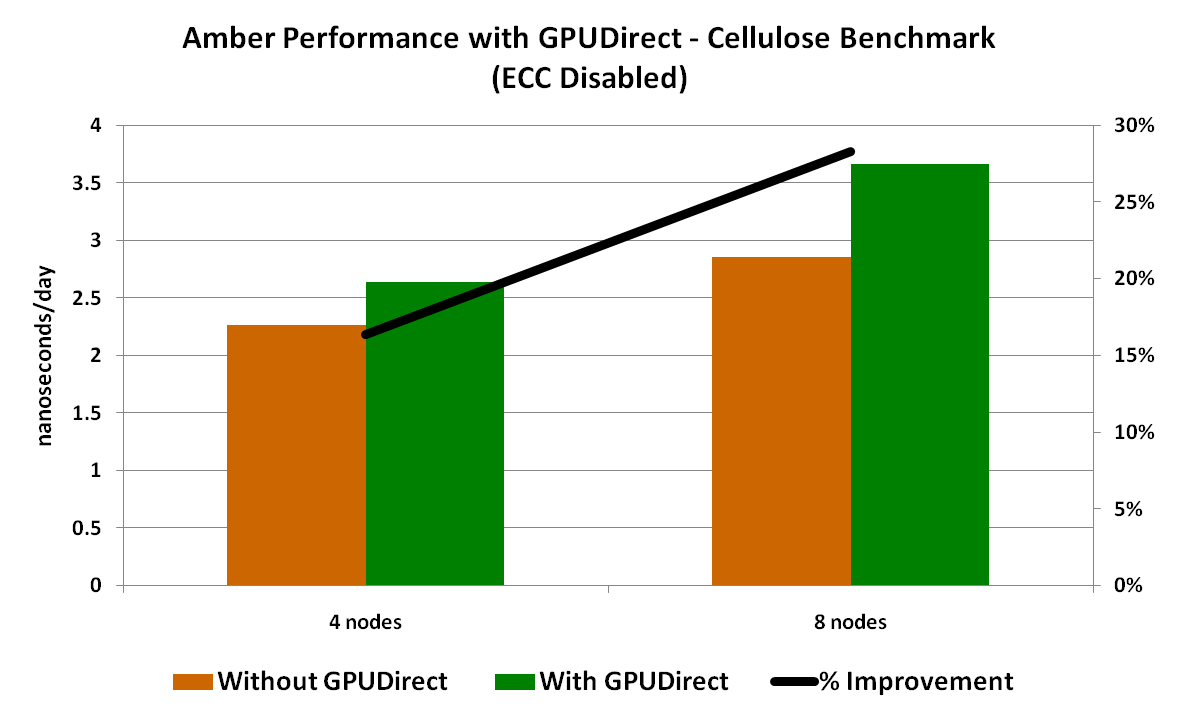 Amber Performance with GPUDirect - Cellulose Benchmark
(ECC Disabled)
4
3.5
3
2.5
2
1.5
1
0.5
0
nanoseconds/day
30%
25%
20%
15%
10%
5%
0%
4 nodes
8 nodes
Without GPUDirect
With GPUDirect
% Improvement